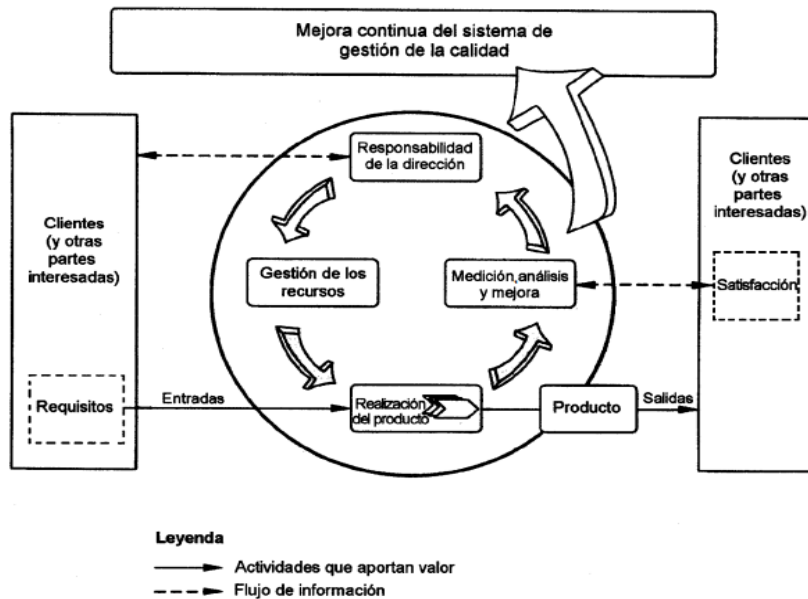 Mejora continua del sistema de
gestión de la calidad
Responsabilidad
de la dirección
Clientes
(y otras
partes
interesadas)
Clientes
(y otras
partes
interesadas)
Gestión de los
recursos
Medición,análisis
y mejora
Satisfacción
Requisitos
Entradas
Realización
del producto
Producto
Salidas
Leyenda
Actividades que aportan valor
Flujo de información